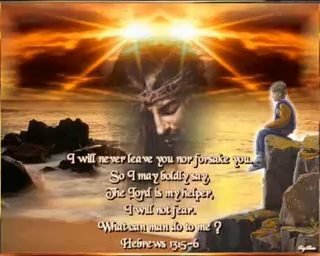 I will never leave you nor forsake you.
So I may boldly say,
The Lord is my helper,
I will not fear.
What can man do to me ?
Hebrews 13:5-6